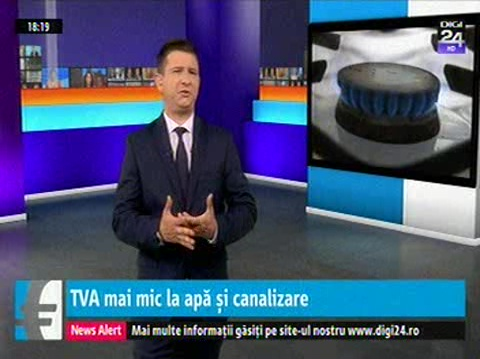 18:19
DIGI
24
HD
TVA mai mic la apă și canalizare
News Alert Mai multe informații găsiți pe site-ul nostru www.digi24.ro